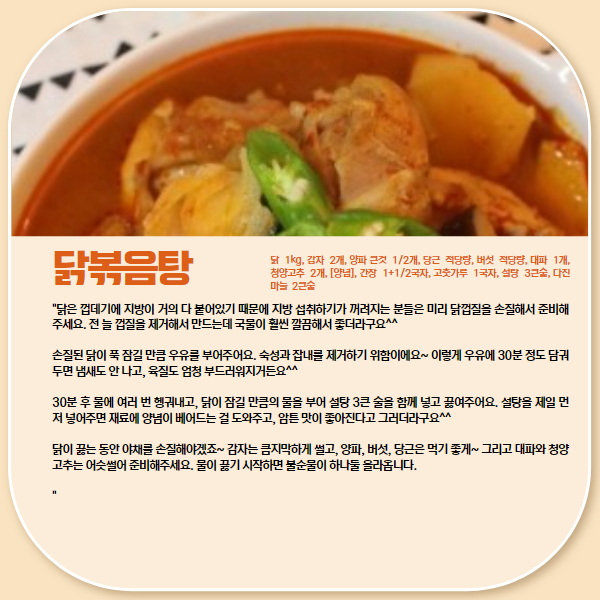 닭볶음탕
닭 1kg, 감자 2개, 양파 큰것 1/2개, 당근 적당량, 버섯 적당량, 대파 1개,
청양고추 2개, [양념], 간장 1+1/2국자, 고춧가루 1국자, 설탕 3큰술, 다진
마늘 2큰술
"닭은 껍데기에 지방이 거의 다 붙어있기 때문에 지방 섭취하기가 꺼려지는 분들은 미리 닭껍질을 손질해서 준비해
주세요. 전 늘 껍질을 제거해서 만드는데 국물이 훨씬 깔끔해서 좋더라구요^^
손질된 닭이 푹 잠길 만큼 우유를 부어주어요. 숙성과 잡내를 제거하기 위함이에요~ 이렇게 우유에 30분 정도 담궈
두면 냄새도 안 나고, 육질도 엄청 부드러워지거든요^^
30분 후 물에 여러 번 헹궈내고, 닭이 잠길 만큼의 물을 부어 설탕 3큰 술을 함께 넣고 끓여주어요. 설탕을 제일 먼
저 넣어주면 재료에 양념이 베어드는 걸 도와주고, 암튼 맛이 좋아진다고 그러더라구요^^
닭이 끓는 동안 야채를 손질해야겠죠~ 감자는 큼지막하게 썰고, 양파, 버섯, 당근은 먹기 좋게~ 그리고 대파와 청양
고추는 어슷썰어 준비해주세요. 물이 끓기 시작하면 불순물이 하나둘 올라옵니다.
"